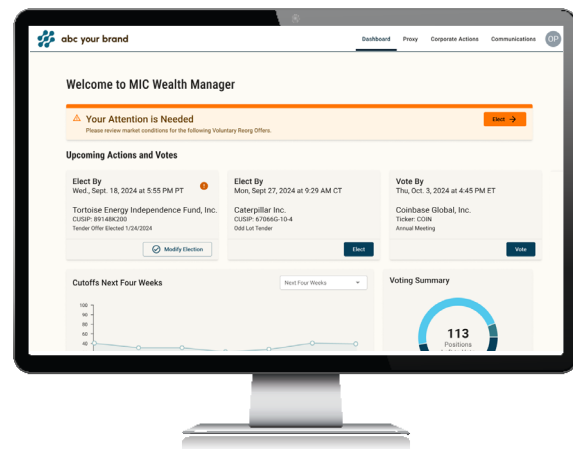 abc your brand
Dashboard Proxy Corporate Actions Communications OP
Welcome to MIC Wealth Manager
Your Attention is Needed
Please review market conditions for the following Voluntary Reorg Offers.
Elect →
Upcoming Actions and Votes
Elect By
Wed., Sept. 18, 2024 at 5:55 PM PT
Tortoise Energy Independence Fund, Inc.
CUSIP: 89148K200
Tender Offer Elected 1/24/2024
Modify Election
Elect By
Mon, Sept 27, 2024 at 9:29 AM CT
Caterpillar Inc.
CUSIP: 67066G-10-4
Odd Lot Tender
Elect
Vote By
Thu, Oct. 3, 2024 at 4:45 PM ET
Coinbase Global, Inc.
Ticker: COIN
Annual Meeting
Vote
Cutoffs Next Four Weeks
Next Four Weeks
100
90
80
60
40
Voting Summary
113
Positions